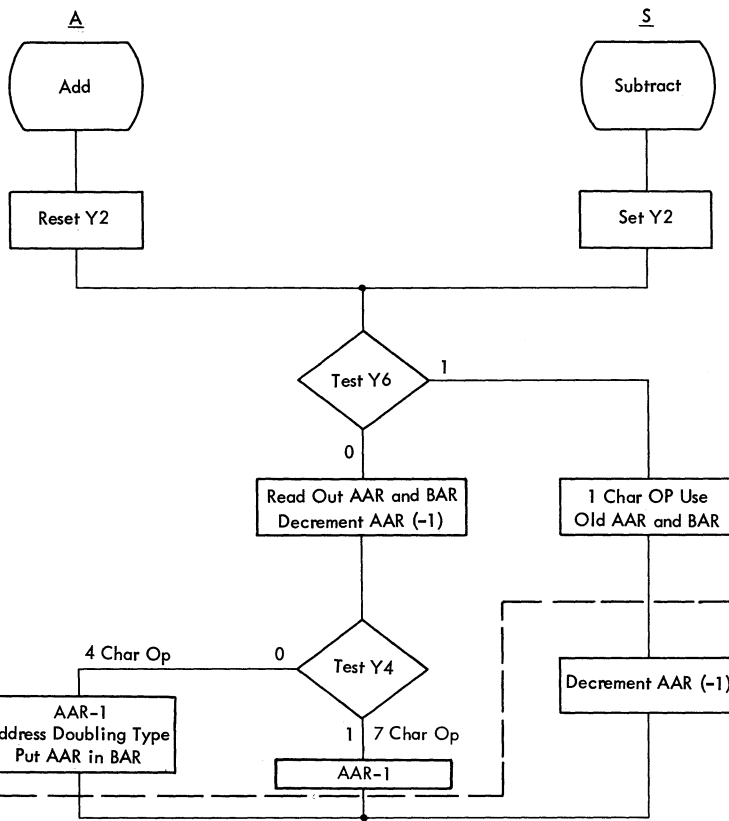 A
S
Add
Subtract
Reset Y2
Set Y2
Test Y6
1
0
Read Out AAR and BAR
Decrement AAR (-1)
1 Char OP Use
Old AAR and BAR
4 Char Op
0
Test Y4
Decrement AAR (-1)
AAR-1
ddress Doubling Type
Put AAR in BAR
1
7 Char Op
AAR-1